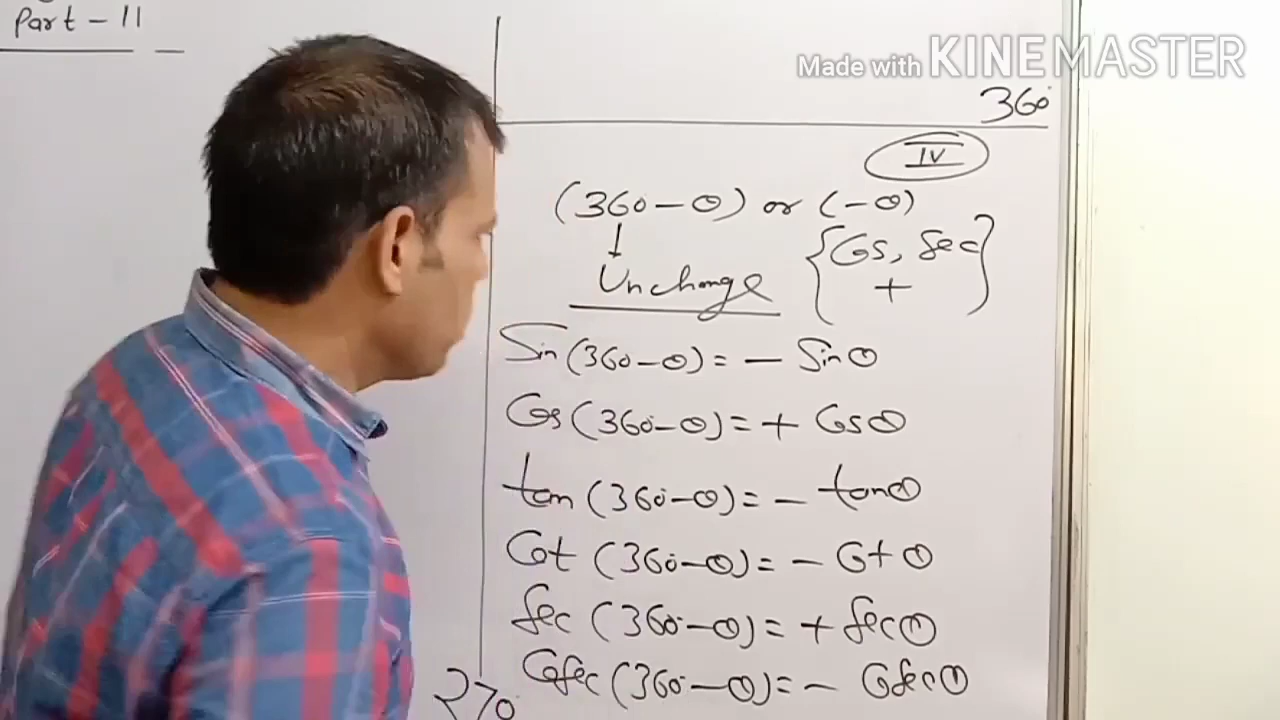 Part - 11
Made with KINEMASTER
360°
IV
(360-θ) or (-θ)
↓
Unchange {Cos, Sec +}
Sin (360-θ) = - Sinθ
Cos (360-θ) = + Cosθ
tan (360-θ) = - tanθ
Cot (360-θ) = - Cotθ
Sec (360-θ) = + Secθ
Cosec (360-θ) = - Cosecθ
270°